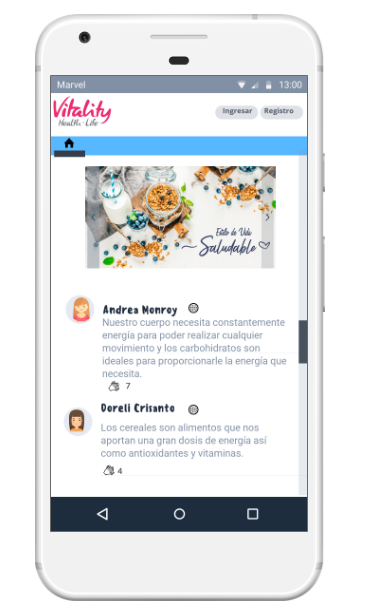 Marvel 13:00
Vitality
Health · Life
Ingresar Registro
Estilo de Vida
Saludable
Andrea Monroy
Nuestro cuerpo necesita constantemente
energía para poder realizar cualquier
movimiento y los carbohidratos son
ideales para proporcionarle la energía que
necesita.
7
Doreli Crisanto
Los cereales son alimentos que nos
aportan una gran dosis de energía así
como antioxidantes y vitaminas.
4